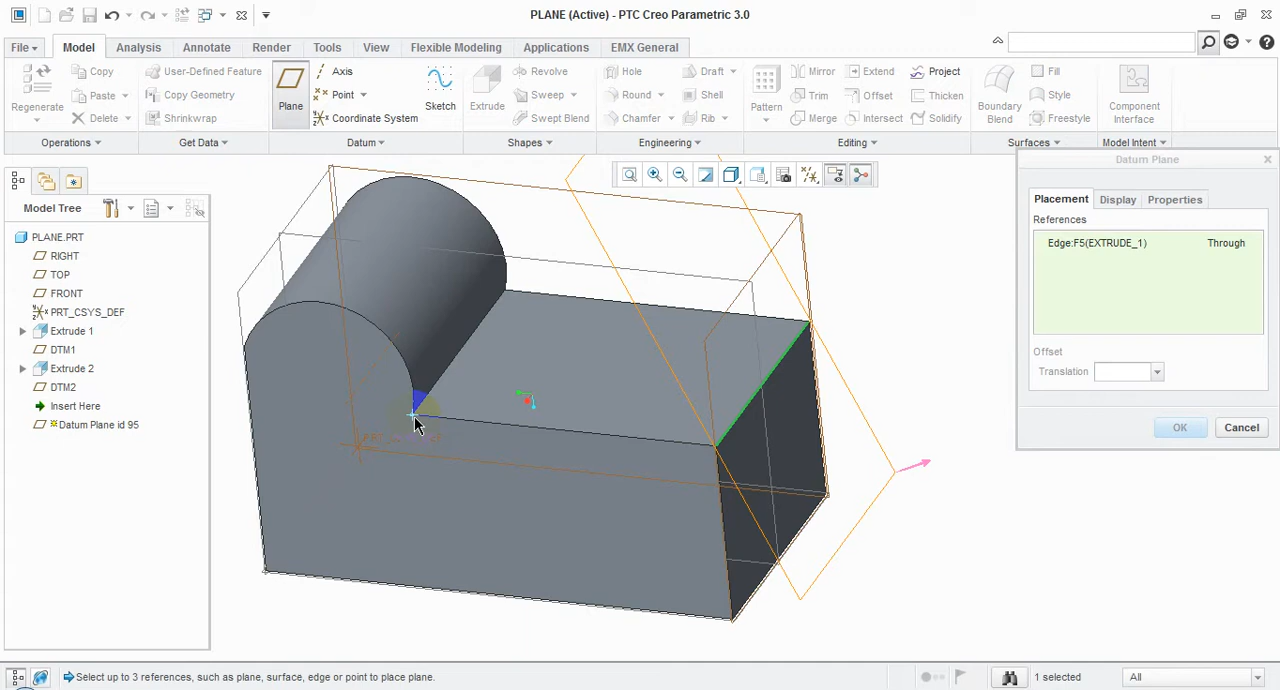 PLANE (Active) - PTC Creo Parametric 3.0
File Model Analysis Annotate Render Tools View Flexible Modeling Applications EMX General
Regenerate Copy Paste Delete User-Defined Feature Copy Geometry Shrinkwrap Plane Axis Point Coordinate System Sketch Extrude Revolve Sweep Swept Blend Hole Round Chamfer Draft Shell Rib Pattern Mirror Trim Merge Extend Offset Intersect Project Thicken Solidify Boundary Blend Fill Style Freestyle Component Interface
Operations Get Data Datum Shapes Engineering Editing Surfaces Model Intent
Model Tree
PLANE.PRT
RIGHT
TOP
FRONT
PRT_CSYS_DEF
Extrude 1
DTM1
Extrude 2
DTM2
Insert Here
Datum Plane id 95
Datum Plane
Placement Display Properties
References
Edge:F5(EXTRUDE_1) Through
Offset
Translation
OK Cancel
Select up to 3 references, such as plane, surface, edge or point to place plane.
1 selected All